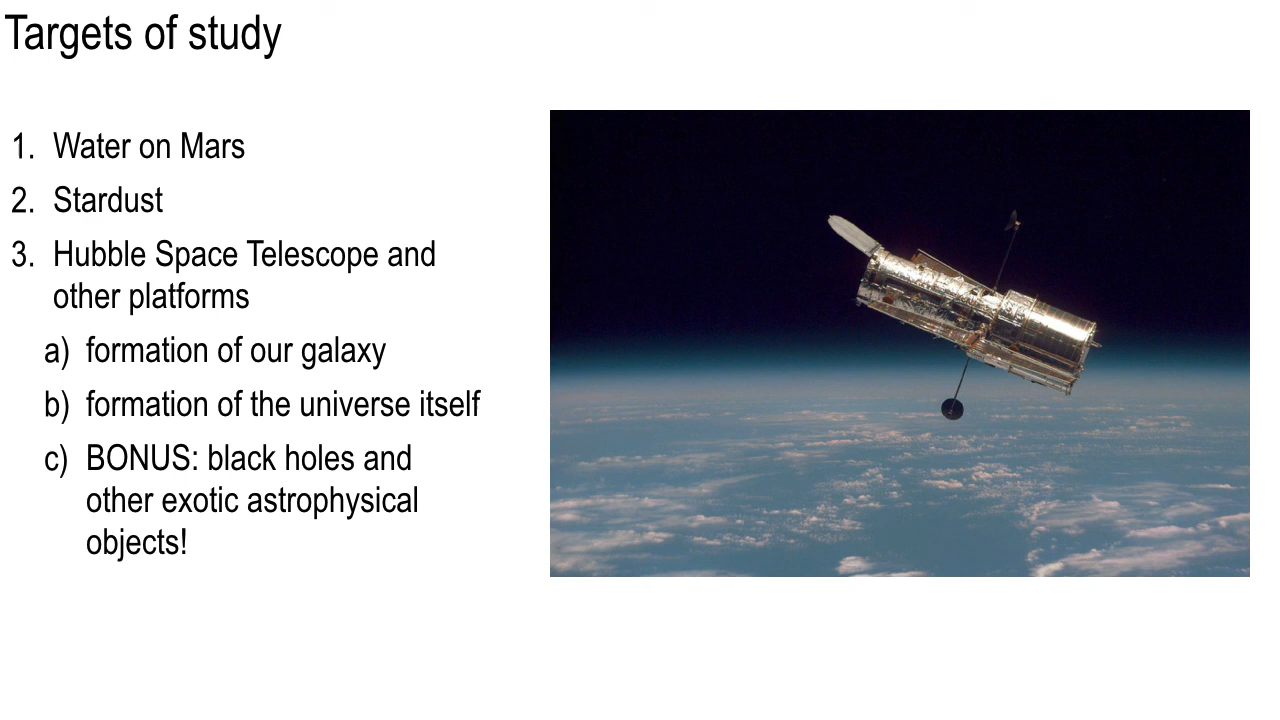 Targets of study
1. Water on Mars
2. Stardust
3. Hubble Space Telescope and
other platforms
a) formation of our galaxy
b) formation of the universe itself
c) BONUS: black holes and
other exotic astrophysical
objects!